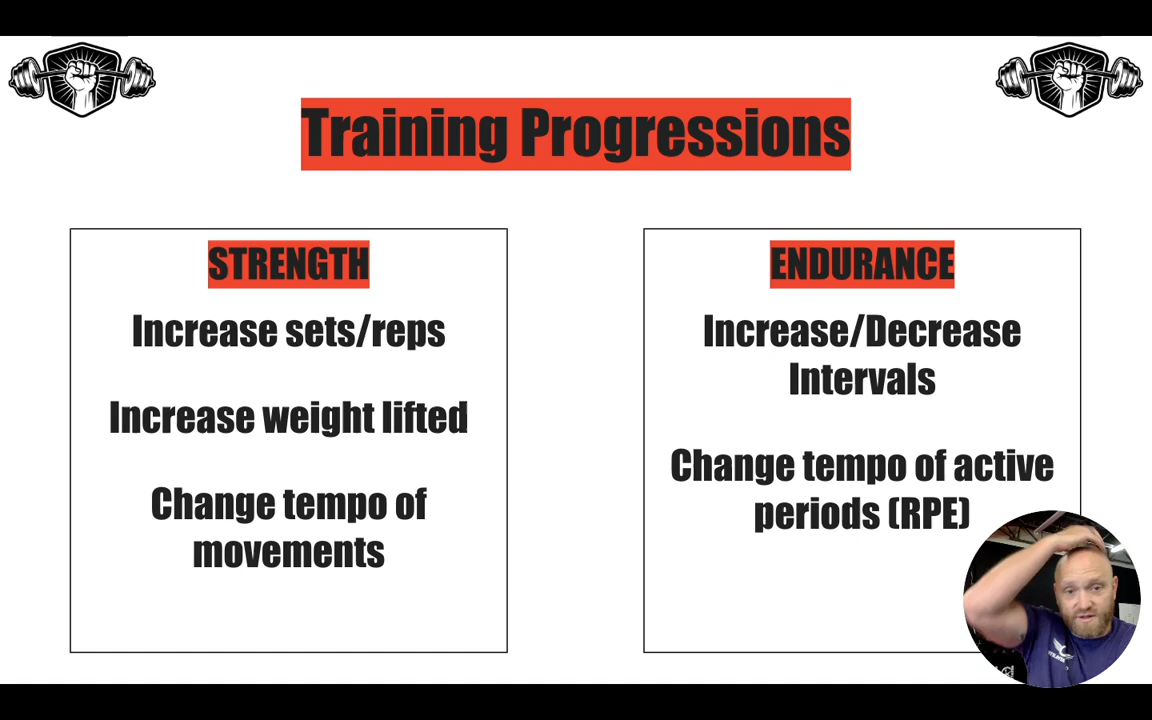 Training Progressions
STRENGTH
Increase sets/reps
Increase weight lifted
Change tempo of
movements
ENDURANCE
Increase/Decrease
Intervals
Change tempo of active
periods (RPE)